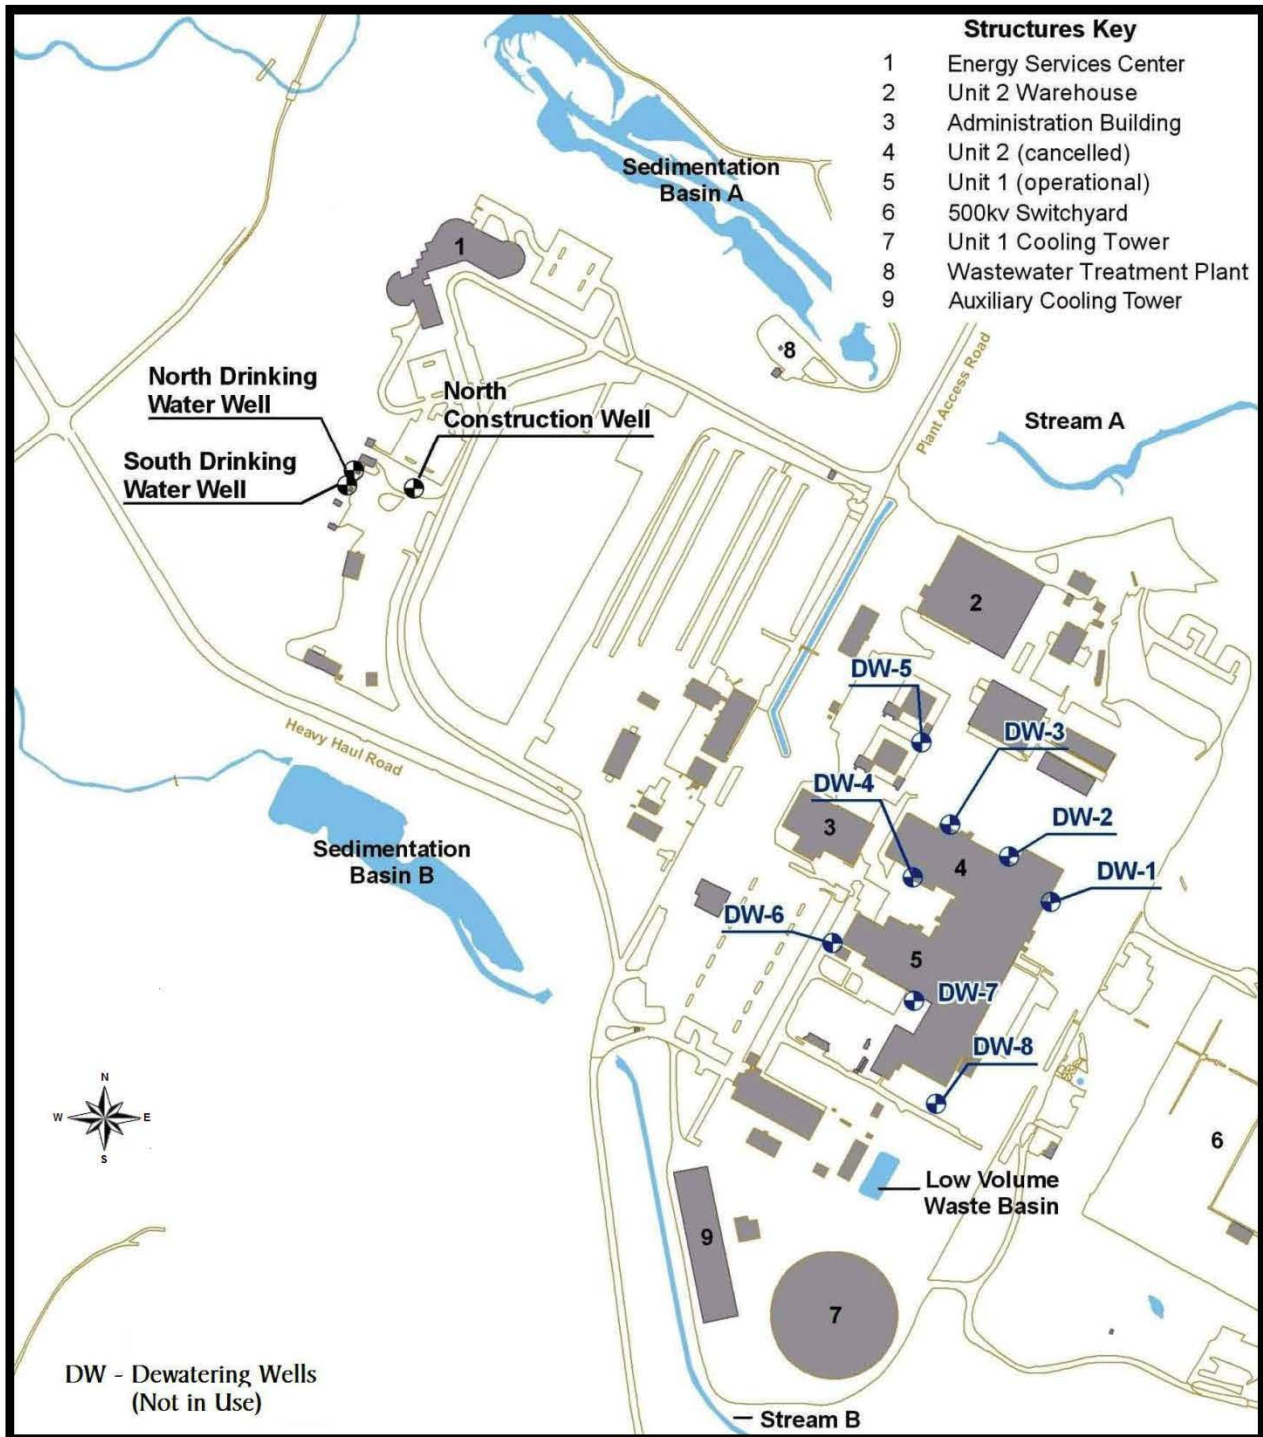 Structures Key
1 Energy Services Center
2 Unit 2 Warehouse
3 Administration Building
4 Unit 2 (cancelled)
5 Unit 1 (operational)
6 500kv Switchyard
7 Unit 1 Cooling Tower
8 Wastewater Treatment Plant
9 Auxiliary Cooling Tower
Sedimentation
Basin A
1
8
Plant Access Road
North Drinking
Water Well
North
Construction Well
Stream A
South Drinking
Water Well
2
DW-5
Heavy Haul Road
DW-3
DW-4
DW-2
3
4
Sedimentation
Basin B
DW-1
DW-6
5
DW-7
DW-8
N
W
E
S
6
Low Volume
Waste Basin
9
7
DW - Dewatering Wells
(Not in Use)
Stream B